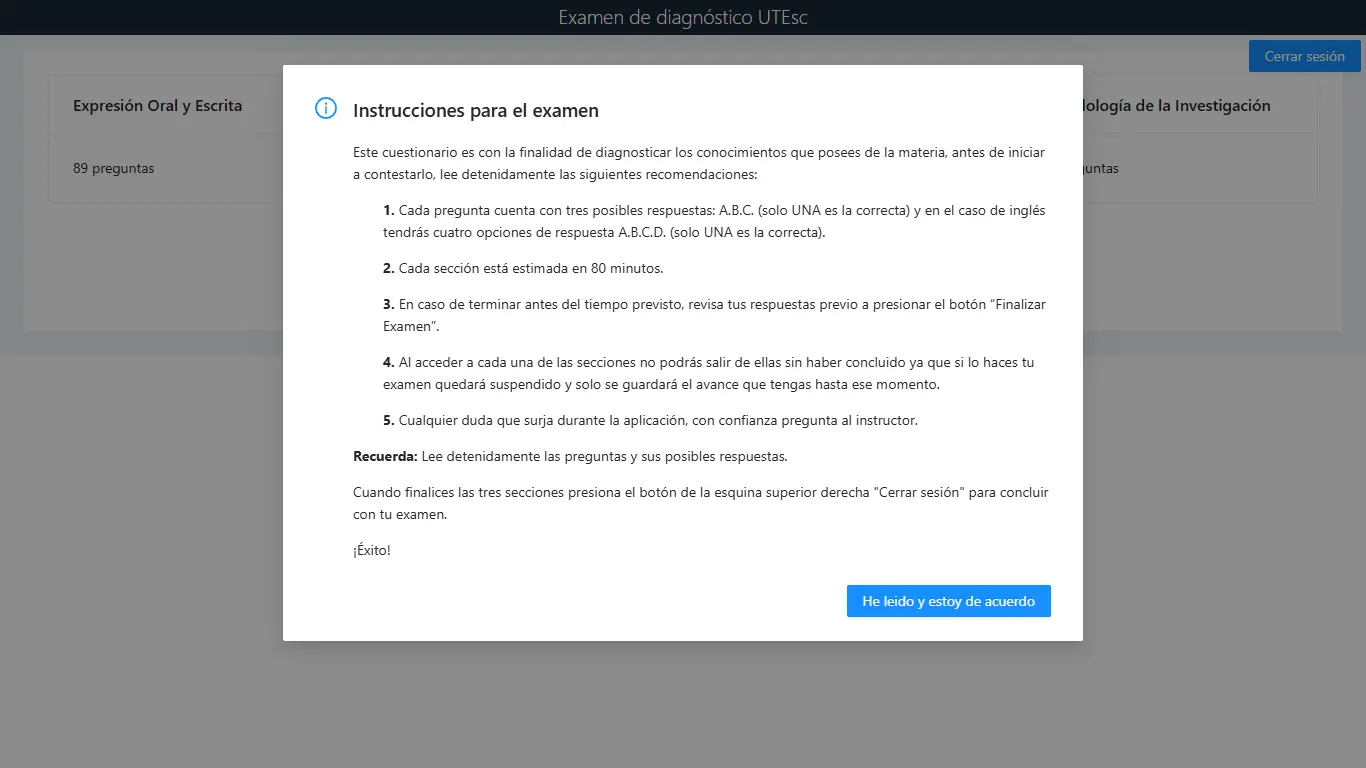 Examen de diagnóstico UTEsc
Cerrar sesión
Expresión Oral y Escrita
de la Investigación
89 preguntas
Instrucciones para el examen
Este cuestionario es con la finalidad de diagnosticar los conocimientos que posees de la materia, antes de iniciar
a contestarlo, lee detenidamente las siguientes recomendaciones:
1. Cada pregunta cuenta con tres posibles respuestas: A.B.C. (solo UNA es la correcta) y en el caso de inglés
tendrás cuatro opciones de respuesta A.B.C.D. (solo UNA es la correcta).
2. Cada sección está estimada en 80 minutos.
3. En caso de terminar antes del tiempo previsto, revisa tus respuestas previo a presionar el botón “Finalizar
Examen”.
4. Al acceder a cada una de las secciones no podrás salir de ellas sin haber concluido ya que si lo haces tu
examen quedará suspendido y solo se guardará el avance que tengas hasta ese momento.
5. Cualquier duda que surja durante la aplicación, con confianza pregunta al instructor.
Recuerda: Lee detenidamente las preguntas y sus posibles respuestas.
Cuando finalices las tres secciones presiona el botón de la esquina superior derecha "Cerrar sesión" para concluir
con tu examen.
¡Éxito!
He leido y estoy de acuerdo